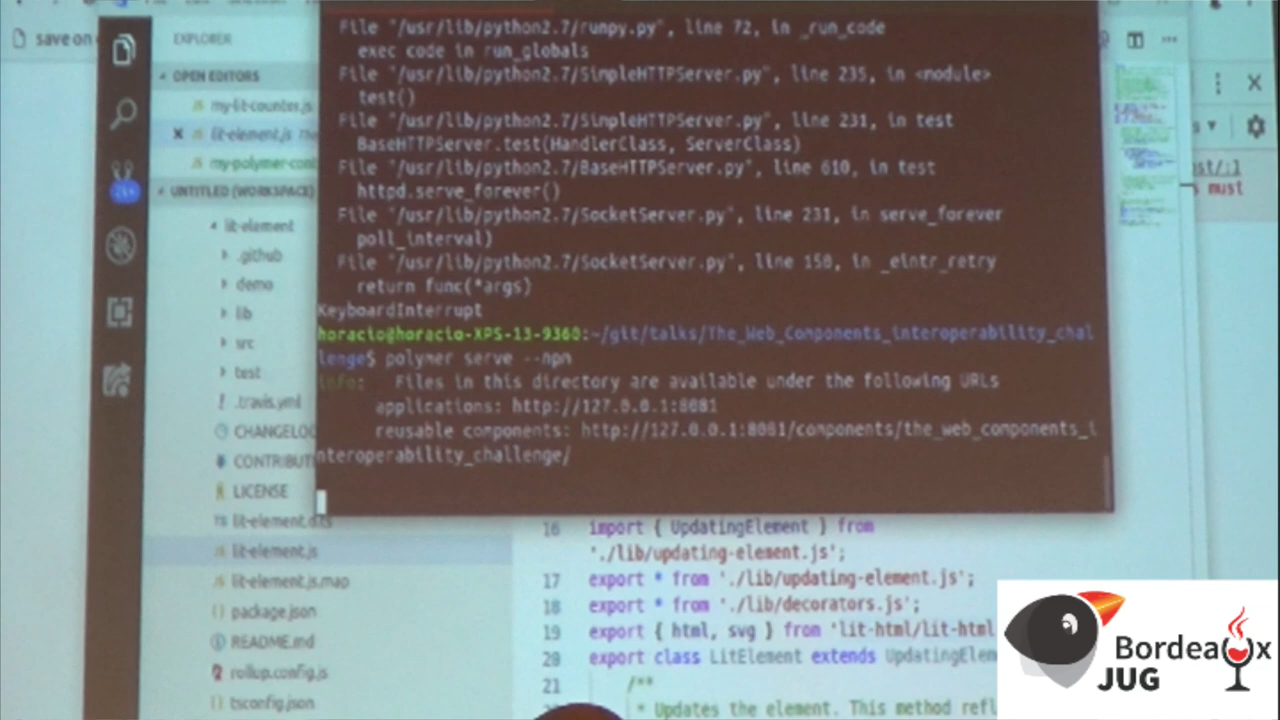 save on
EXPLORER
OPEN EDITORS
my-lit-counter.js
lit-element.js
my-polymer-cont
UNTITLED (WORKSPACE)
lit-element
.github
demo
lib
src
test
.travis.yml
CHANGELOG
CONTRIBUT
LICENSE
lit-element.d.ts
lit-element.js
lit-element.js.map
package.json
README.md
rollup.config.js
tsconfig.json
File "/usr/lib/python2.7/runpy.py", line 72, in _run_code
exec code in run_globals
File "/usr/lib/python2.7/SimpleHTTPServer.py", line 235, in <module>
test()
File "/usr/lib/python2.7/SimpleHTTPServer.py", line 231, in test
BaseHTTPServer.test(HandlerClass, ServerClass)
File "/usr/lib/python2.7/BaseHTTPServer.py", line 610, in test
httpd.serve_forever()
File "/usr/lib/python2.7/SocketServer.py", line 231, in serve_forever
poll_interval)
File "/usr/lib/python2.7/SocketServer.py", line 150, in _eintr_retry
return func(*args)
KeyboardInterrupt
horacio@horacio-XPS-13-9360:~/git/talks/The_Web_Components_interoperability_chal
lenge$ polymer serve --npm
info: Files in this directory are available under the following URLs
applications: http://127.0.0.1:8081
reusable components: http://127.0.0.1:8081/components/the_web_components_i
nteroperability_challenge/
16 import { UpdatingElement } from
'./lib/updating-element.js';
17 export * from './lib/updating-element.js';
18 export * from './lib/decorators.js';
19 export { html, svg } from 'lit-html/lit-html
20 export class LitElement extends UpdatingElem
21 /**
* Updates the element. This method refl
must
Bordeaux
JUG